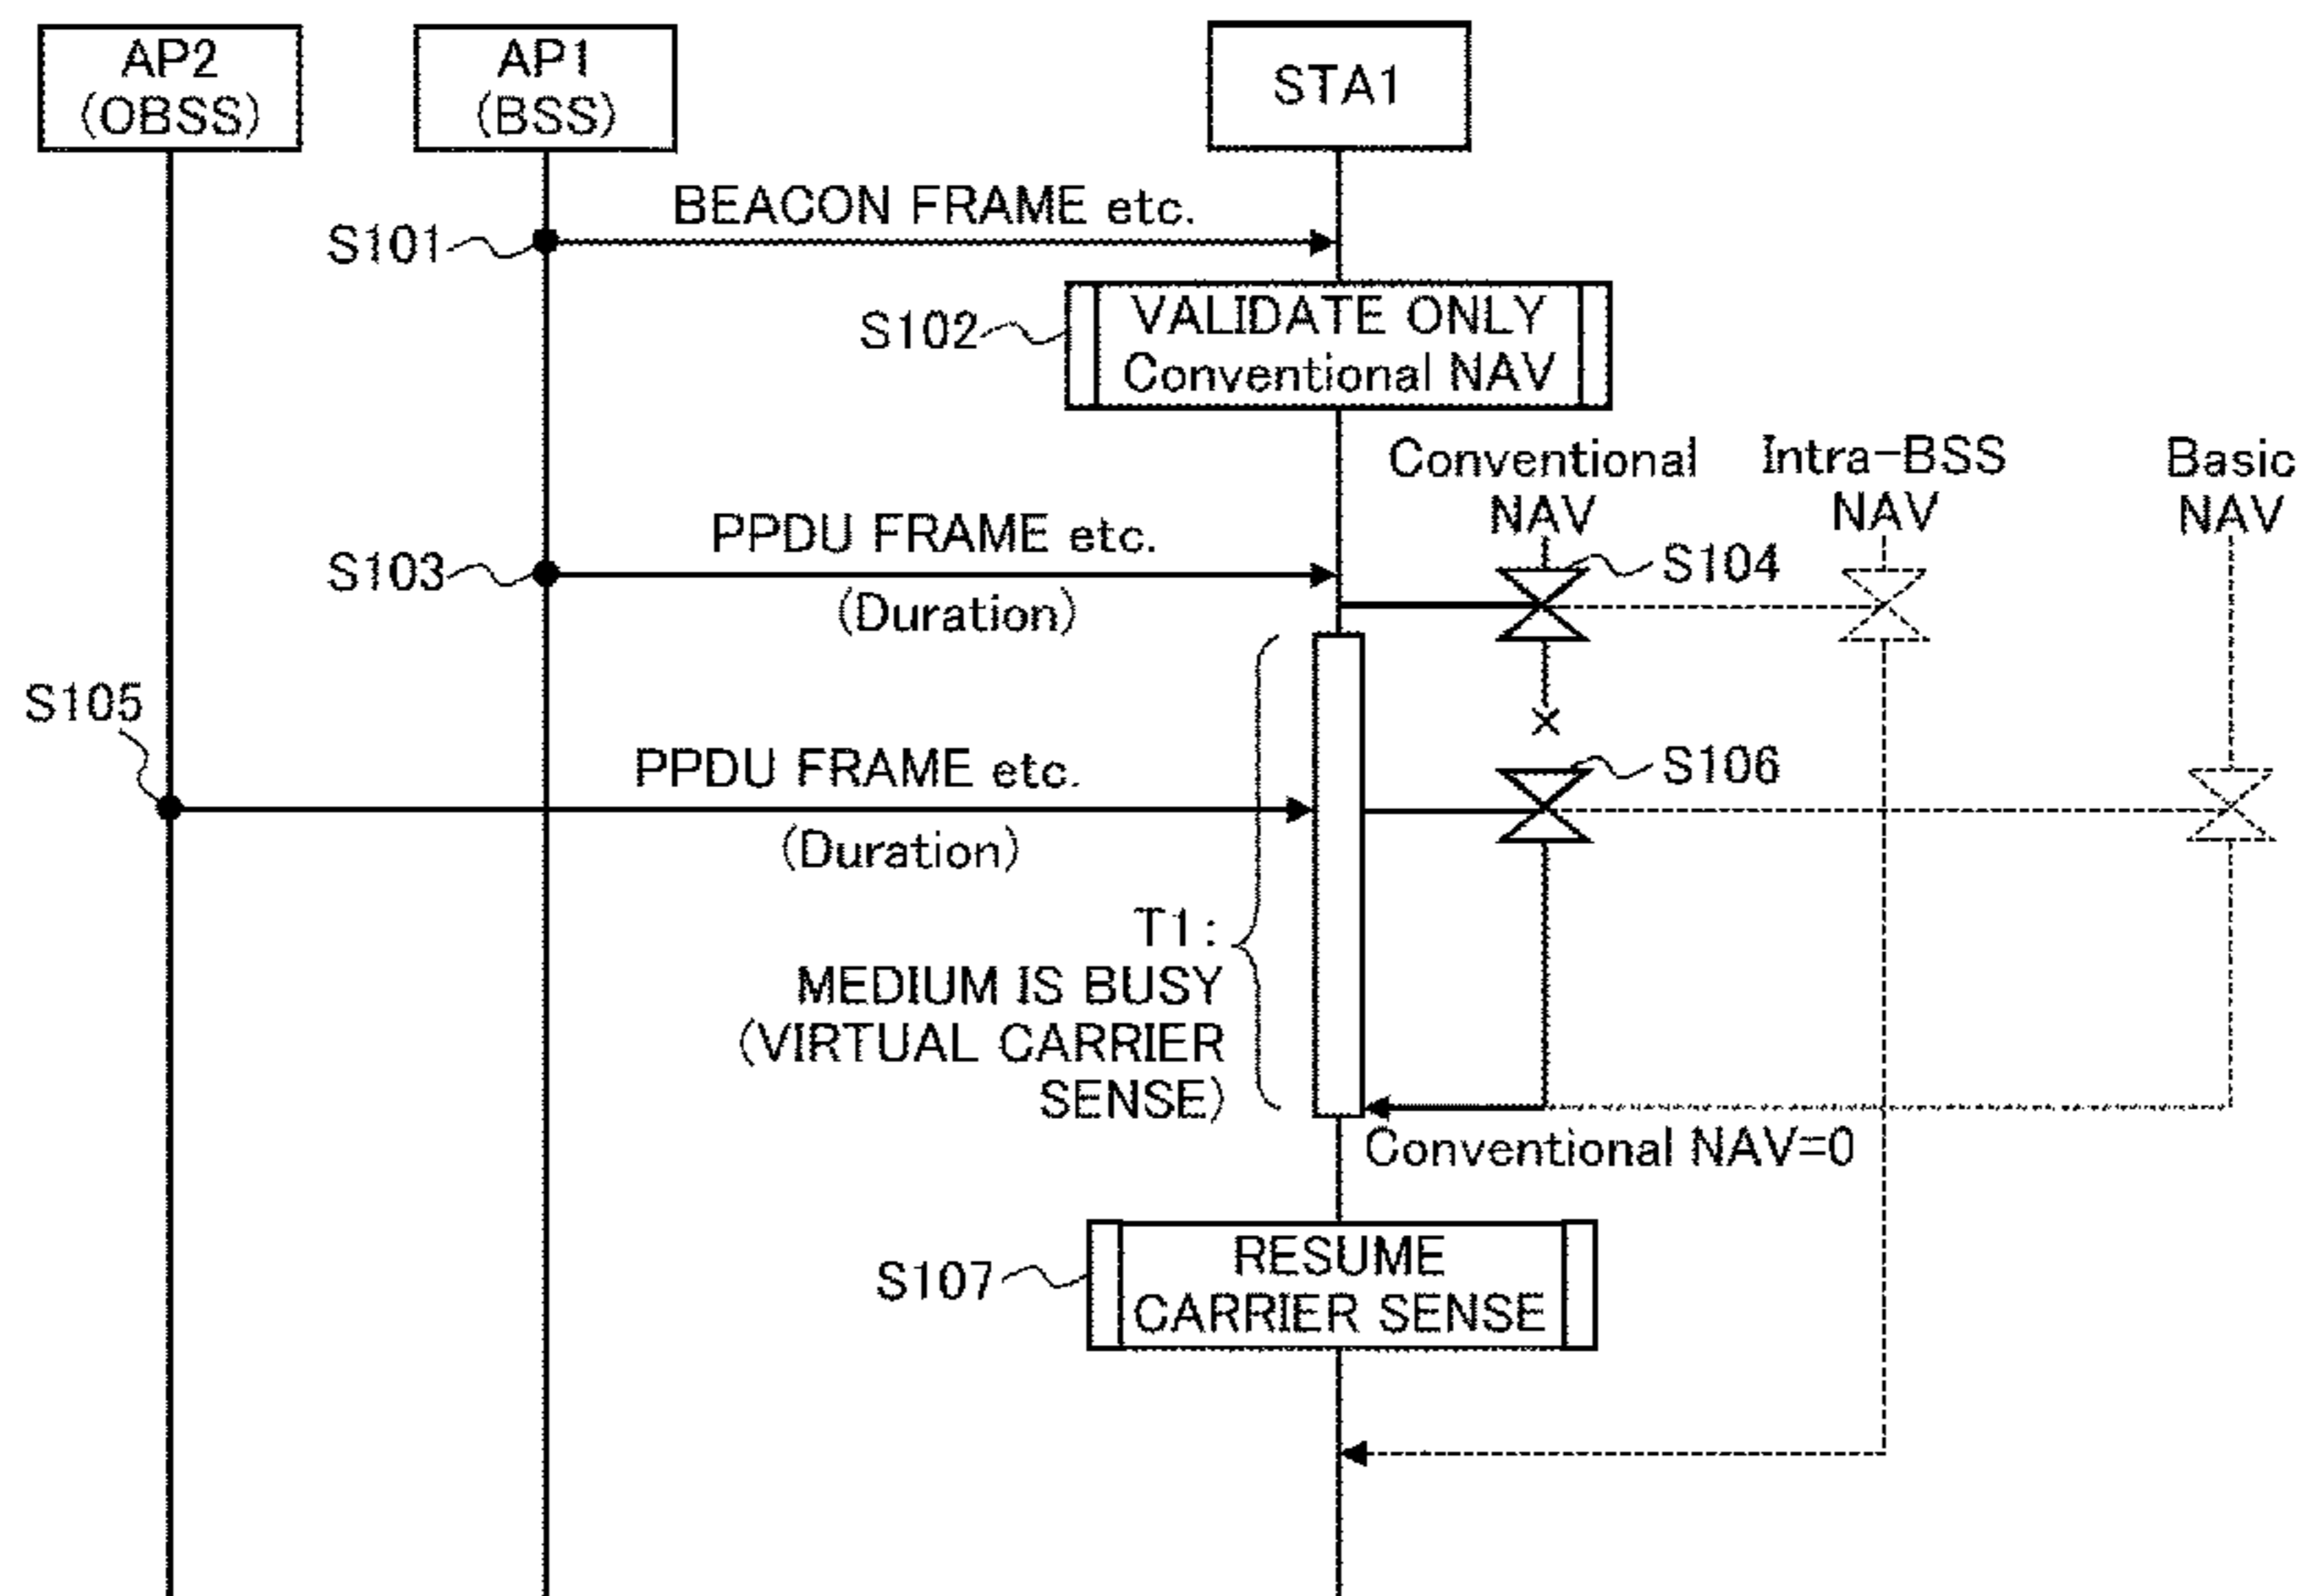 AP2
(OBSS)
AP1
(BSS)
STA1
BEACON FRAME etc.
S101
S102
VALIDATE ONLY
Conventional NAV
Conventional
NAV
Intra-BSS
NAV
Basic
NAV
PPDU FRAME etc.
S103
(Duration)
S104
S105
PPDU FRAME etc.
(Duration)
S106
T1:
MEDIUM IS BUSY
(VIRTUAL CARRIER
SENSE)
Conventional NAV=0
S107
RESUME
CARRIER SENSE